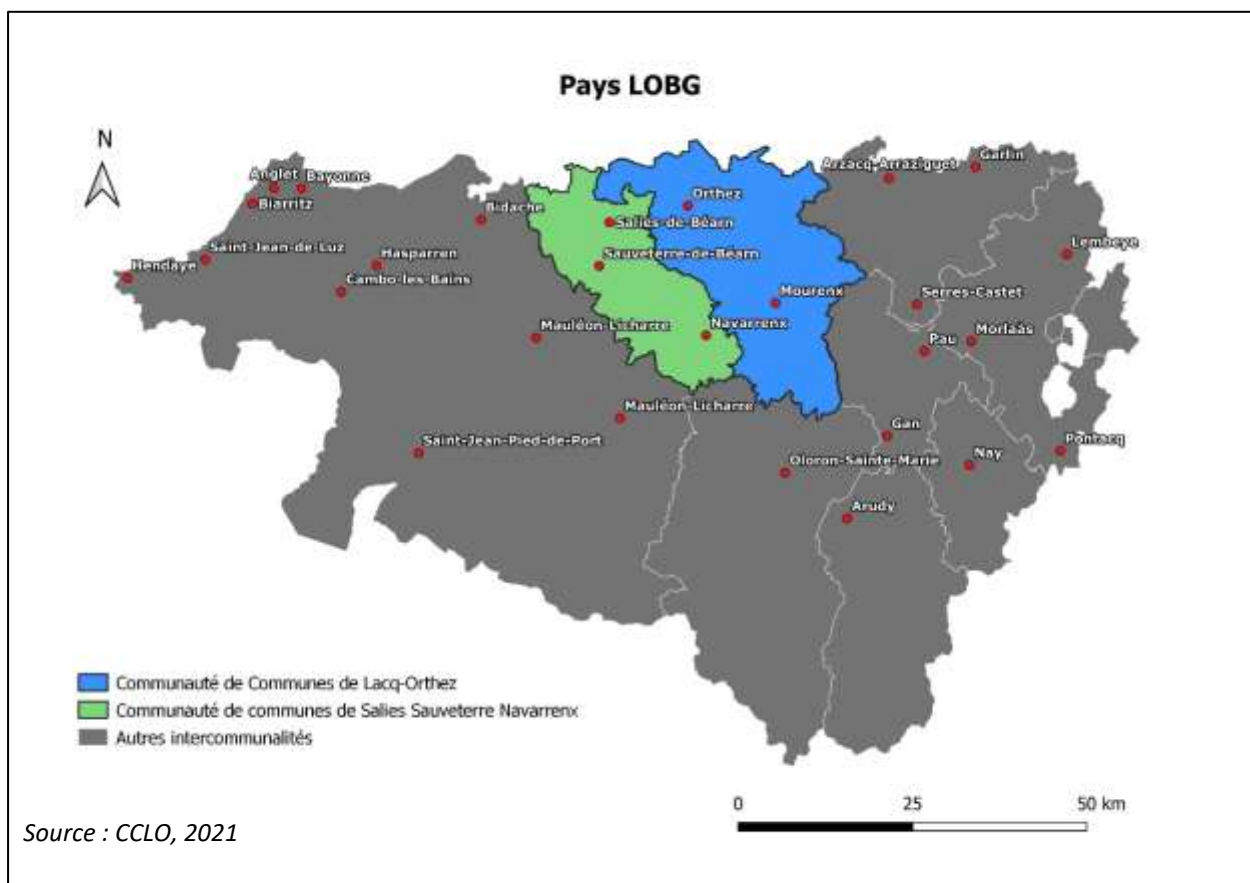 Pays LOBG
N
Garlin
Arzacq-Arraziguet
Anglet
Bayonne
Orthez
Biarritz
Bidache
Salies-de-Béarn
Lembeye
Saint-Jean-de-Luz
Hasparren
Sauveterre-de-Béarn
Hendaye
Cambo-les-Bains
Mourenx
Serres-Castet
Mauléon-Licharre
Navarrenx
Morlaàs
Pau
Mauléon-Licharre
Gan
Saint-Jean-Pied-de-Port
Pontacq
Oloron-Sainte-Marie
Nay
Arudy
Communauté de Communes de Lacq-Orthez
Communauté de communes de Salies Sauveterre Navarrenx
Autres intercommunalités
0 25 50 km
Source : CCLO, 2021